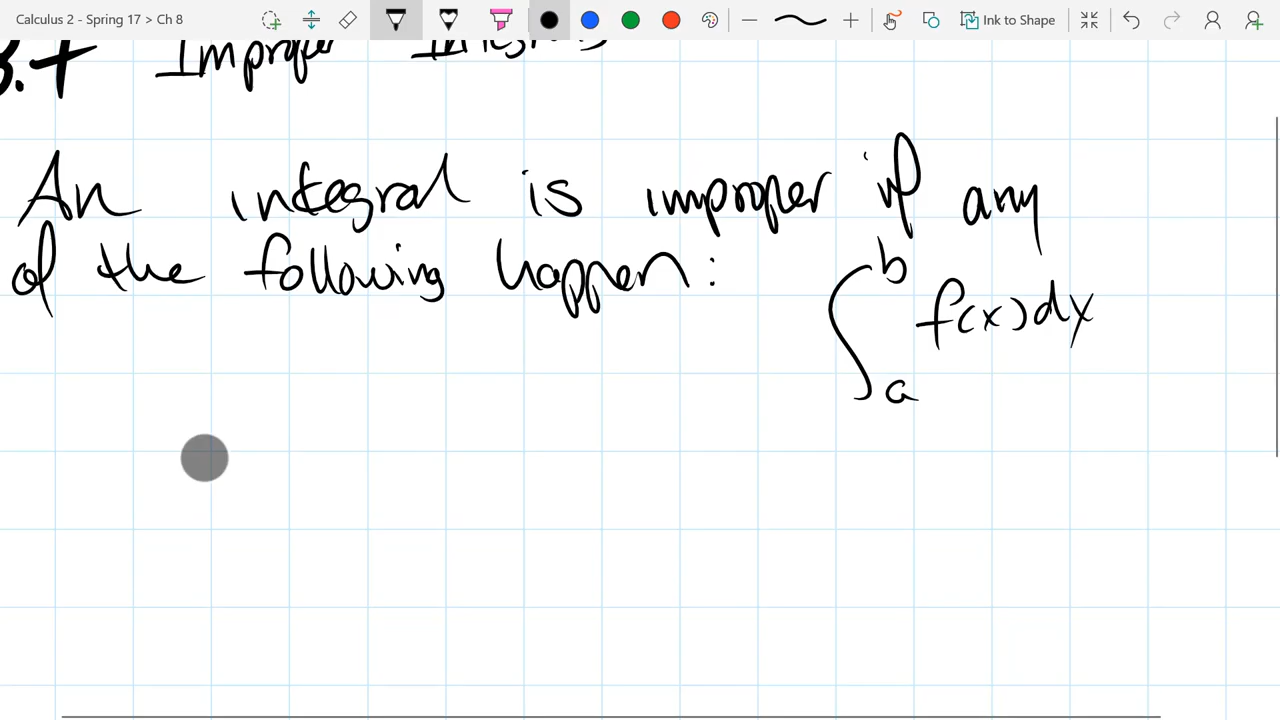 Calculus 2 - Spring 17 > Ch 8
Ink to Shape
Improper Integrals
An integral is improper if any
of the following happen:
∫_a^b f(x)dx